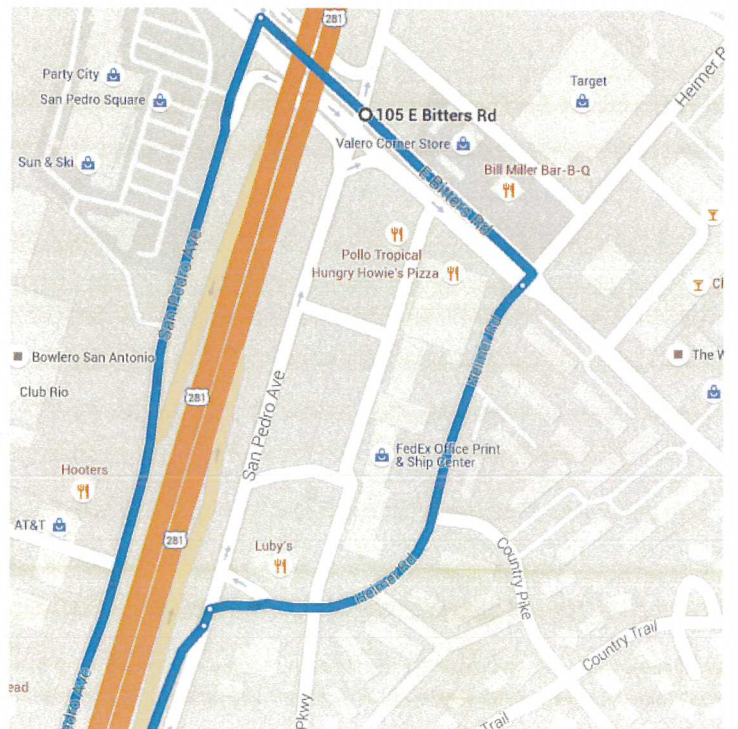 281
Party City
San Pedro Square
Target
Heimer R
105 E Bitters Rd
Valero Corner Store
Sun & Ski
Bill Miller Bar-B-Q
E Bitters Rd
Pollo Tropical
Hungry Howie's Pizza
San Pedro Ave
Cl
Heimer Rd
Bowlero San Antonio
The W
Club Rio
281
San Pedro Ave
FedEx Office Print
& Ship Center
Hooters
AT&T
281
Luby's
Heimer Rd
Country Pike
Country Trail
ead
edro Ave
Pkwy
Trail